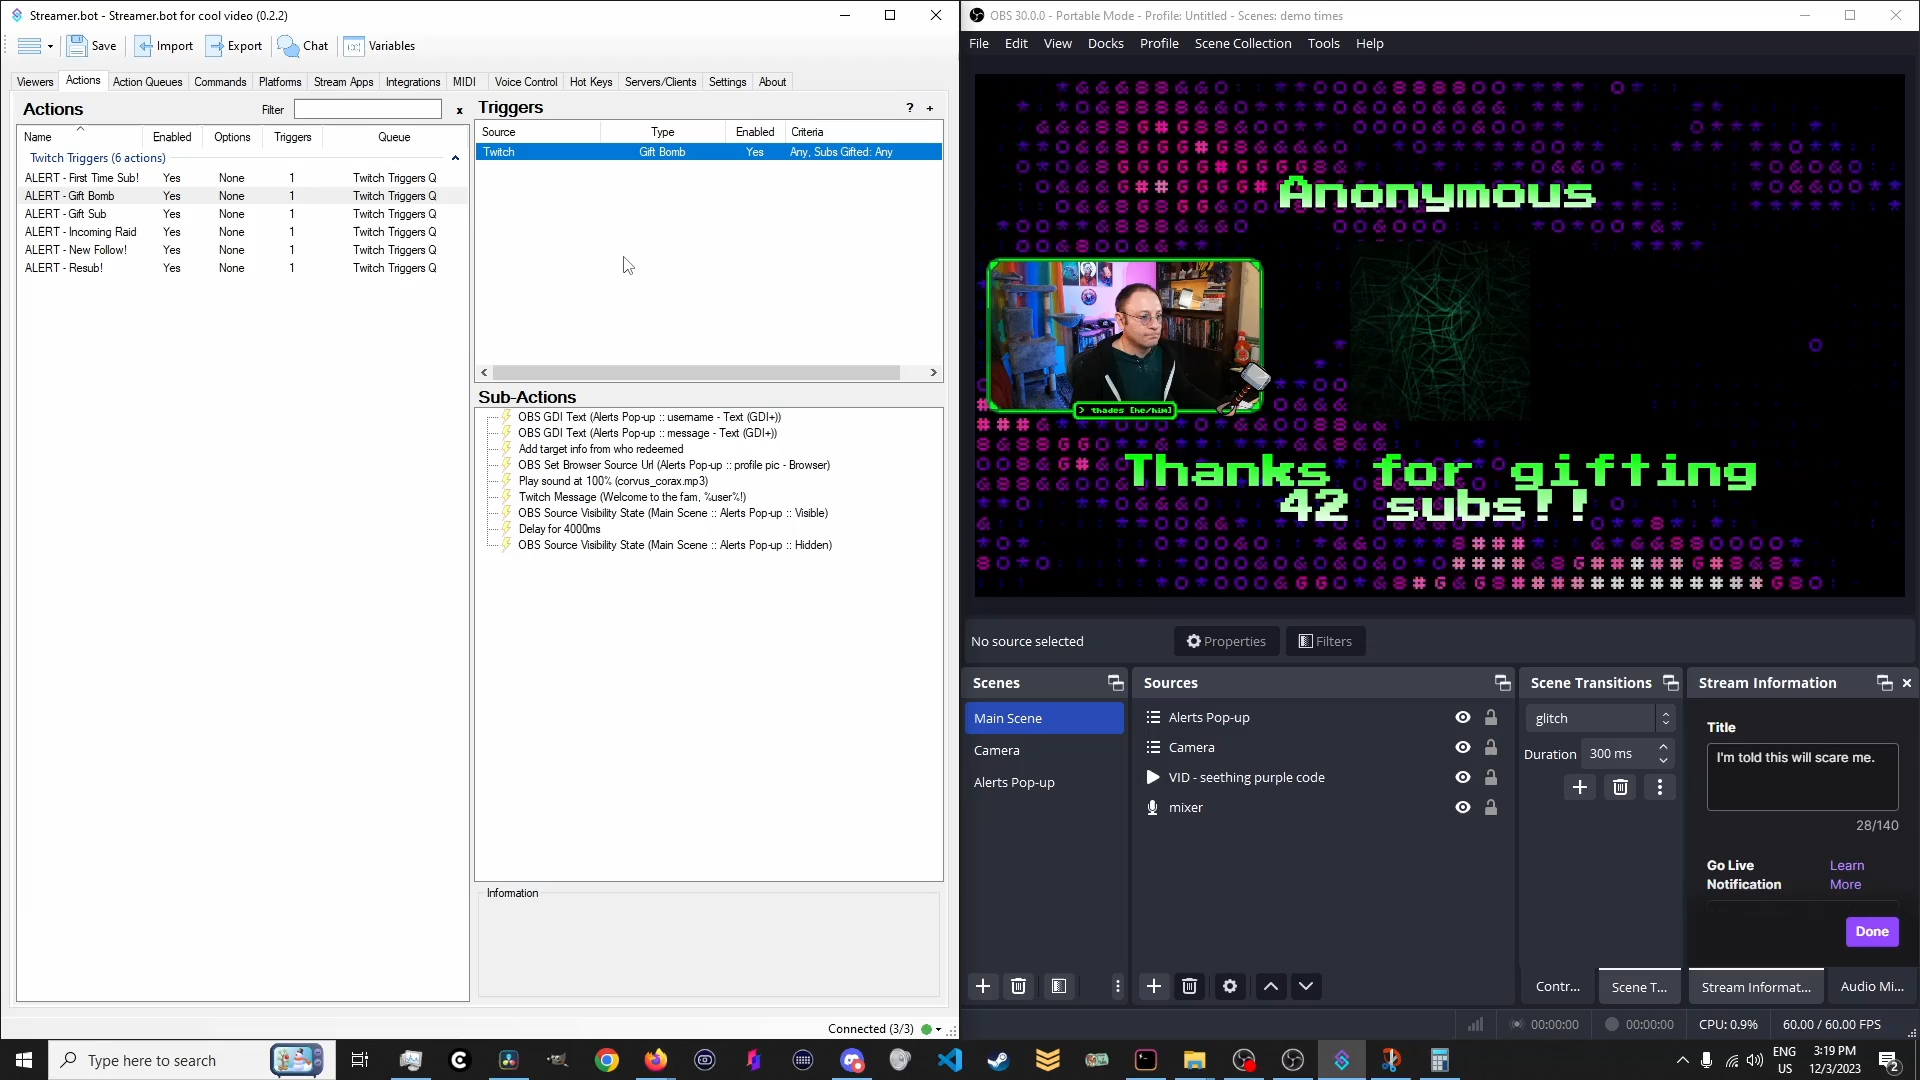 Streamer.bot - Streamer.bot for cool video (0.2.2)
Save Import Export Chat Variables
Viewers Actions Action Queues Commands Platforms Stream Apps Integrations MIDI Voice Control Hot Keys Servers/Clients Settings About
Actions Filter x
Name Enabled Options Triggers Queue
Twitch Triggers (6 actions)
ALERT - First Time Sub! Yes None 1 Twitch Triggers Q
ALERT - Gift Bomb Yes None 1 Twitch Triggers Q
ALERT - Gift Sub Yes None 1 Twitch Triggers Q
ALERT - Incoming Raid Yes None 1 Twitch Triggers Q
ALERT - New Follow! Yes None 1 Twitch Triggers Q
ALERT - Resub! Yes None 1 Twitch Triggers Q
Triggers ? +
Source Type Enabled Criteria
Twitch Gift Bomb Yes Any, Subs Gifted: Any
Sub-Actions
OBS GDI Text (Alerts Pop-up :: username - Text (GDI+))
OBS GDI Text (Alerts Pop-up :: message - Text (GDI+))
Add target info from who redeemed
OBS Set Browser Source Url (Alerts Pop-up :: profile pic - Browser)
Play sound at 100% (corvus_corax.mp3)
Twitch Message (Welcome to the fam, %user%!)
OBS Source Visibility State (Main Scene :: Alerts Pop-up :: Visible)
Delay for 4000ms
OBS Source Visibility State (Main Scene :: Alerts Pop-up :: Hidden)
Information
Connected (3/3)
OBS 30.0.0 - Portable Mode - Profile: Untitled - Scenes: demo times
File Edit View Docks Profile Scene Collection Tools Help
Anonymous
> thades [he/him]
Thanks for gifting
42 subs!!
No source selected Properties Filters
Scenes
Main Scene
Camera
Alerts Pop-up
Sources
Alerts Pop-up
Camera
VID - seething purple code
mixer
Scene Transitions
glitch
Duration 300 ms
Stream Information
Title
I'm told this will scare me.
28/140
Go Live
Notification
Learn
More
Done
Contr... Scene T... Stream Informat... Audio Mi...
00:00:00 00:00:00 CPU: 0.9% 60.00 / 60.00 FPS
Type here to search
ENG
US
3:19 PM
12/3/2023
2